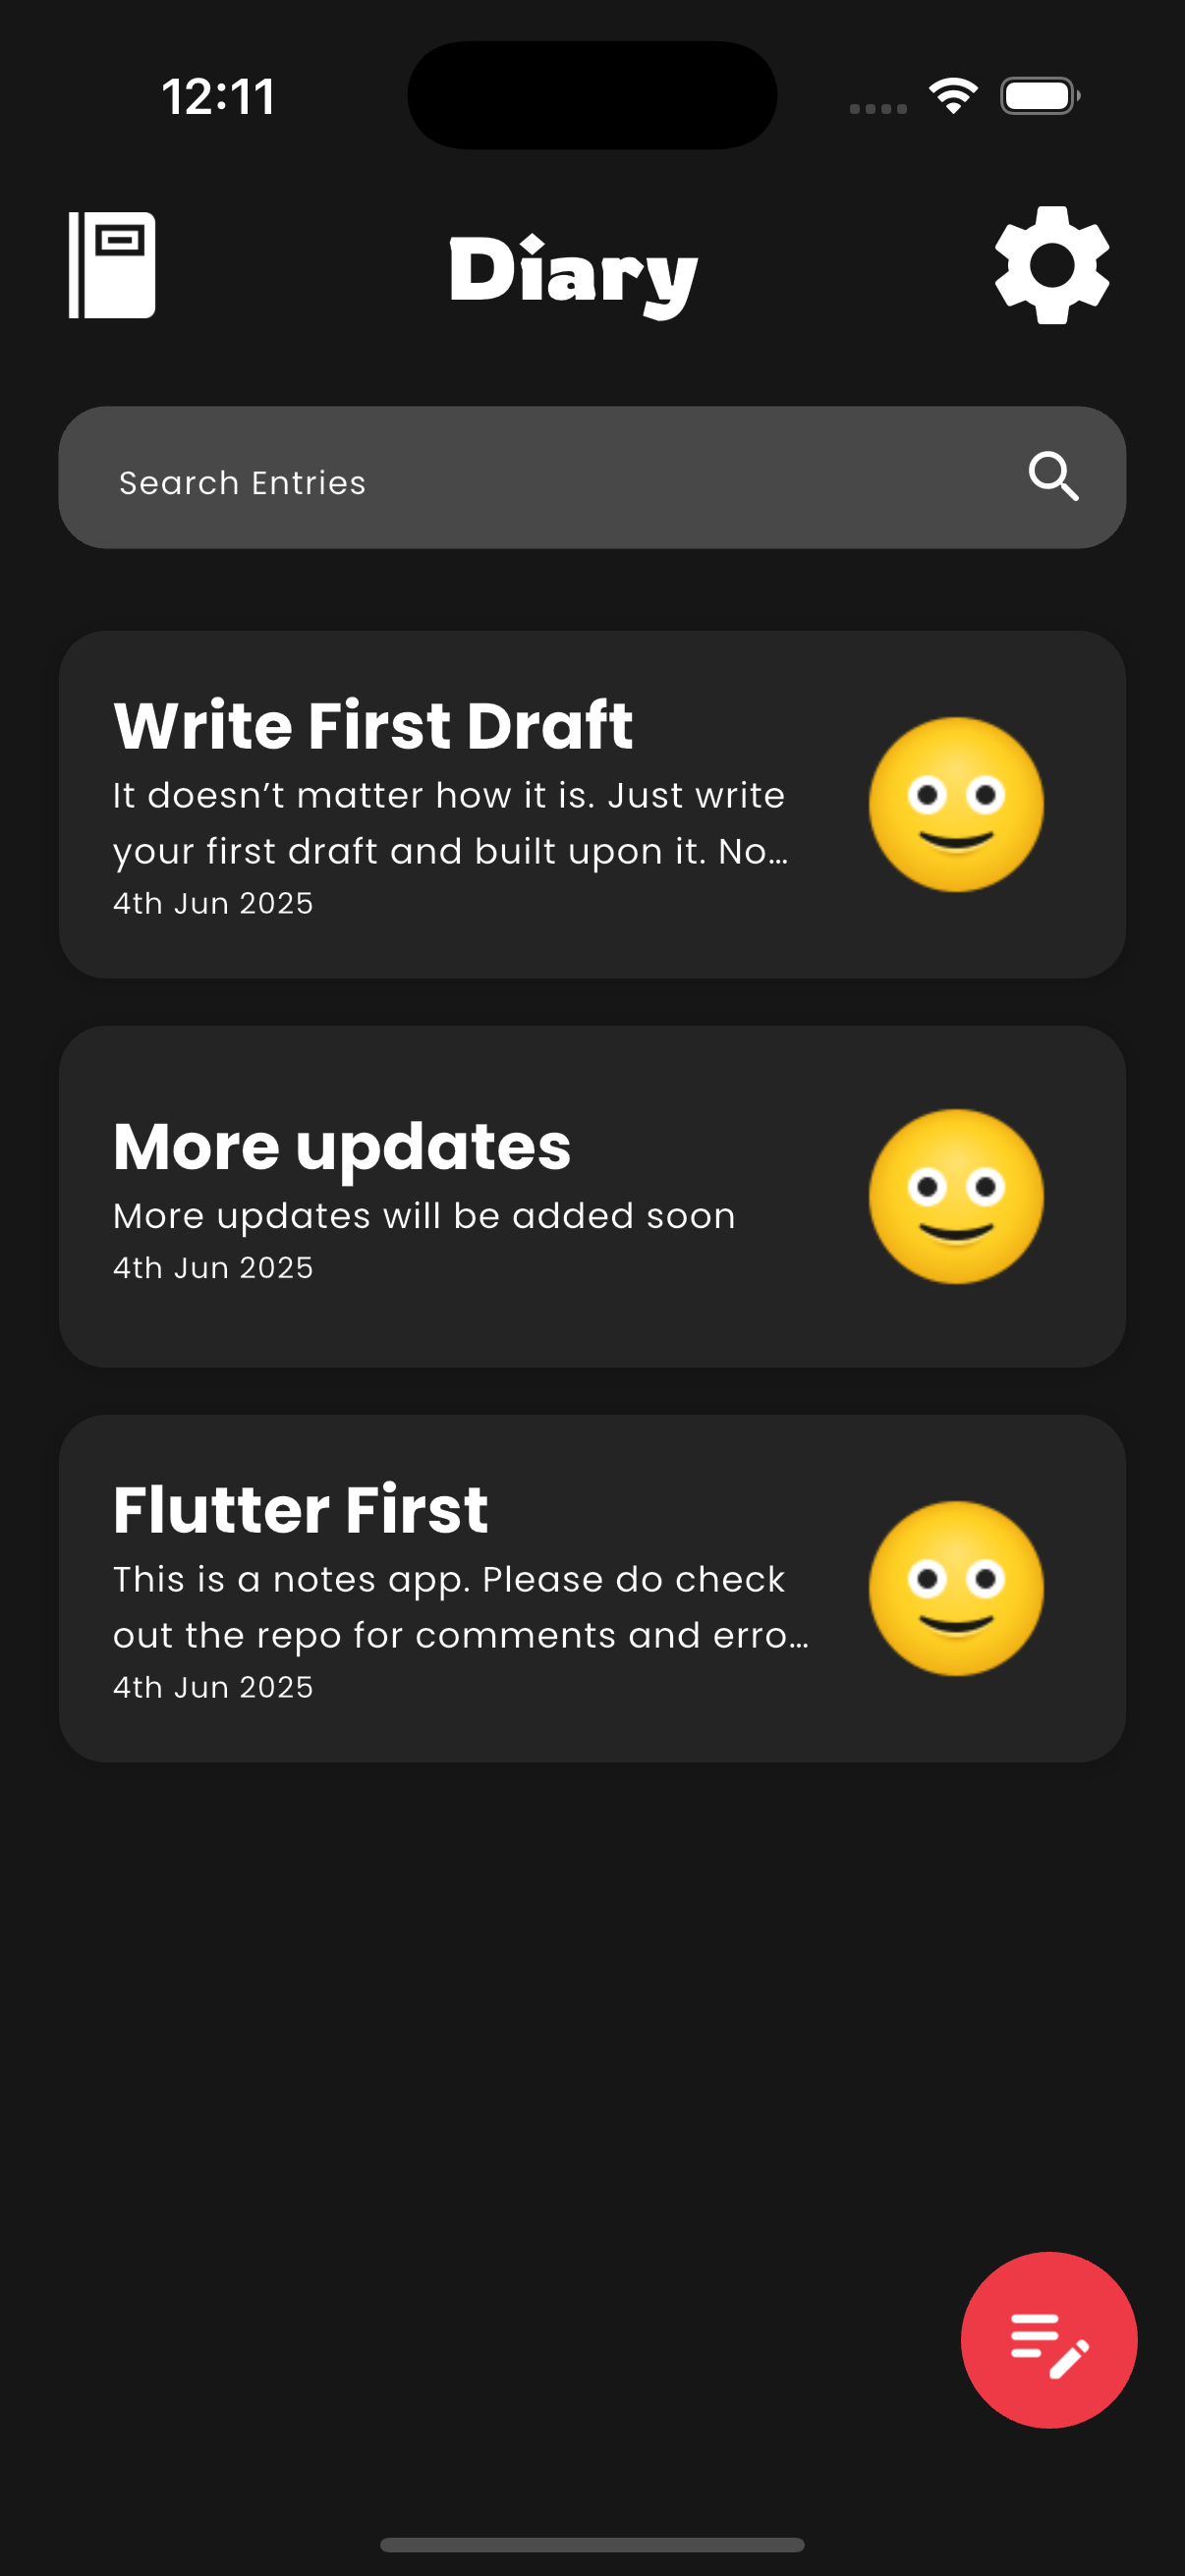 12:11
Diary
Search Entries
Write First Draft
It doesn’t matter how it is. Just write
your first draft and built upon it. No...
4th Jun 2025
More updates
More updates will be added soon
4th Jun 2025
Flutter First
This is a notes app. Please do check
out the repo for comments and erro...
4th Jun 2025